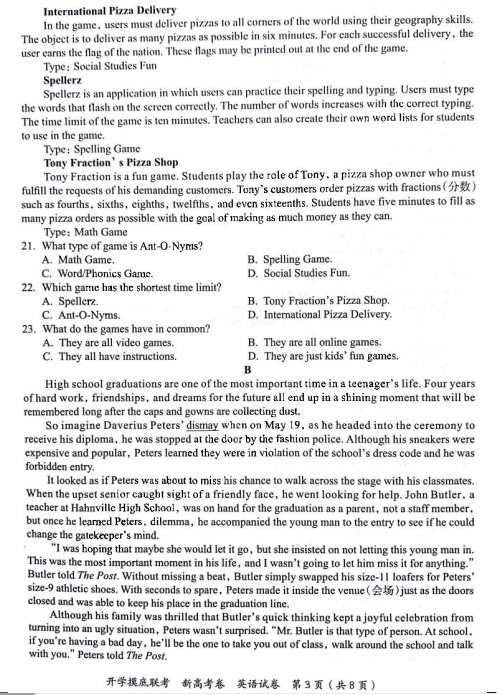 International Pizza Delivery
In the game, users must deliver pizzas to all corners of the world using their geography skills.
The object is to deliver as many pizzas as possible in six minutes. For each successful delivery, the
user earns the flag of the nation. These flags may be printed out at the end of the game.
Type: Social Studies Fun
Spellerz
Spellerz is an application in which users can practice their spelling and typing. Users must type
the words that flash on the screen correctly. The number of words increases with the correct typing.
The time limit of the game is ten minutes. Teachers can also create their own word lists for students
to use in the game.
Type: Spelling Game
Tony Fraction's Pizza Shop
Tony Fraction is a fun game. Students play the role of Tony, a pizza shop owner who must
fulfill the requests of his demanding customers. Tony's customers order pizzas with fractions(分数)
such as fourths, sixths, eighths, twelfths, and even sixteenths. Students have five minutes to fill as
many pizza orders as possible with the goal of making as much money as they can.
Type: Math Game
21. What type of game is Ant-O-Nyms?
A. Math Game. B. Spelling Game.
C. Word/Phonics Game. D. Social Studies Fun.
22. Which game has the shortest time limit?
A. Spellerz. B. Tony Fraction's Pizza Shop.
C. Ant-O-Nyms. D. International Pizza Delivery.
23. What do the games have in common?
A. They are all video games. B. They are all online games.
C. They all have instructions. D. They are just kids' fun games.
B
High school graduations are one of the most important time in a teenager's life. Four years
of hard work, friendships, and dreams for the future all end up in a shining moment that will be
remembered long after the caps and gowns are collecting dust.
So imagine Daverius Peters' dismay when on May 19, as he headed into the ceremony to
receive his diploma, he was stopped at the door by the fashion police. Although his sneakers were
expensive and popular, Peters learned they were in violation of the school's dress code and he was
forbidden entry.
It looked as if Peters was about to miss his chance to walk across the stage with his classmates.
When the upset senior caught sight of a friendly face, he went looking for help. John Butler, a
teacher at Hahnville High School, was on hand for the graduation as a parent, not a staff member,
but once he learned Peters, dilemma, he accompanied the young man to the entry to see if he could
change the gatekeeper's mind.
"I was hoping that maybe she would let it go, but she insisted on not letting this young man in.
This was the most important moment in his life, and I wasn't going to let him miss it for anything."
Butler told The Post. Without missing a beat, Butler simply swapped his size-11 loafers for Peters'
size-9 athletic shoes. With seconds to spare, Peters made it inside the venue(会场)just as the doors
closed and was able to keep his place in the graduation line.
Although his family was thrilled that Butler's quick thinking kept a joyful celebration from
turning into an ugly situation, Peters wasn't surprised. "Mr. Butler is that type of person. At school,
if you're having a bad day, he'll be the one to take you out of class, walk around the school and talk
with you." Peters told The Post.
开学摸底联考 新高考卷 英语试卷 第3页(共8页)